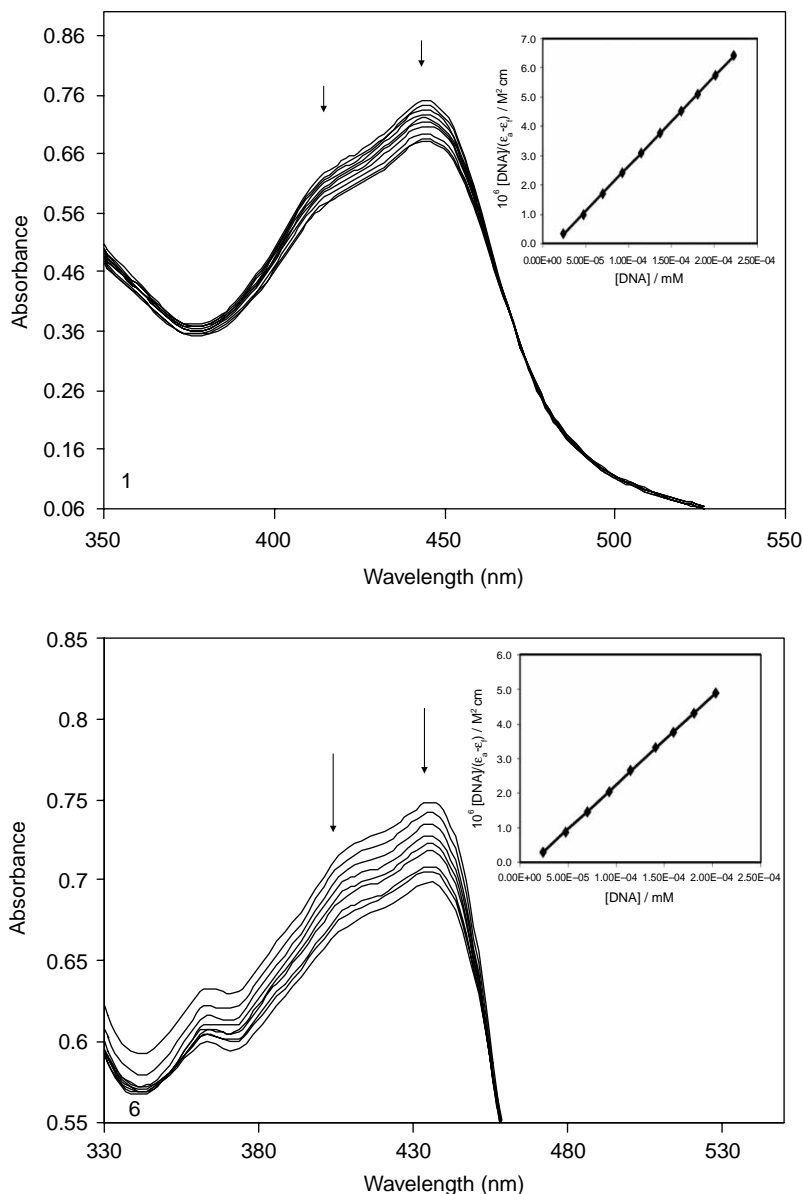 0.86
0.76
0.66
0.56
0.46
0.36
0.26
0.16
0.06
Absorbance
350
400
450
500
550
Wavelength (nm)
1
7.0
6.0
5.0
4.0
3.0
2.0
1.0
0.0
10⁶ [DNA]/(εₐ-εf) / M² cm
0.00E+00
5.00E–05
1.00E–04
1.50E–04
2.00E–04
2.50E–04
[DNA] / mM
0.85
0.8
0.75
0.7
0.65
0.6
0.55
Absorbance
330
380
430
480
530
Wavelength (nm)
6
6.0
5.0
4.0
3.0
2.0
1.0
0.0
10⁶ [DNA]/(εₐ-εf) / M² cm
0.00E+00
5.00E–05
1.00E–04
1.50E–04
2.00E–04
2.50E–04
[DNA] / mM